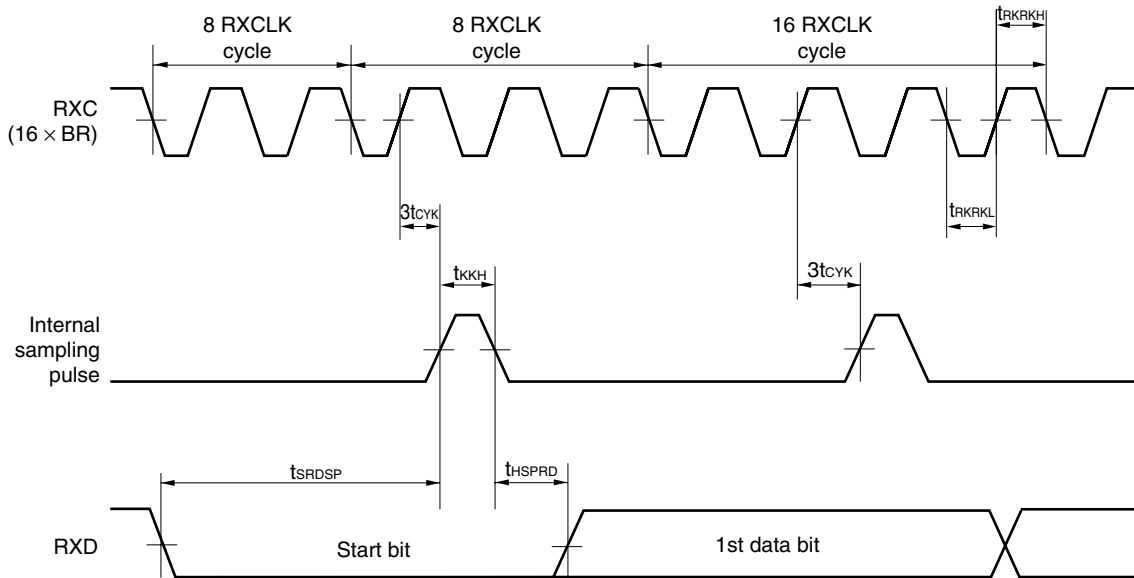 8 RXCLK
cycle
8 RXCLK
cycle
16 RXCLK
cycle
tRKRKH
RXC
(16 × BR)
3tCYK
tRKRKL
tKKH
3tCYK
Internal
sampling
pulse
tSRDSP
tHSPRD
RXD
Start bit
1st data bit